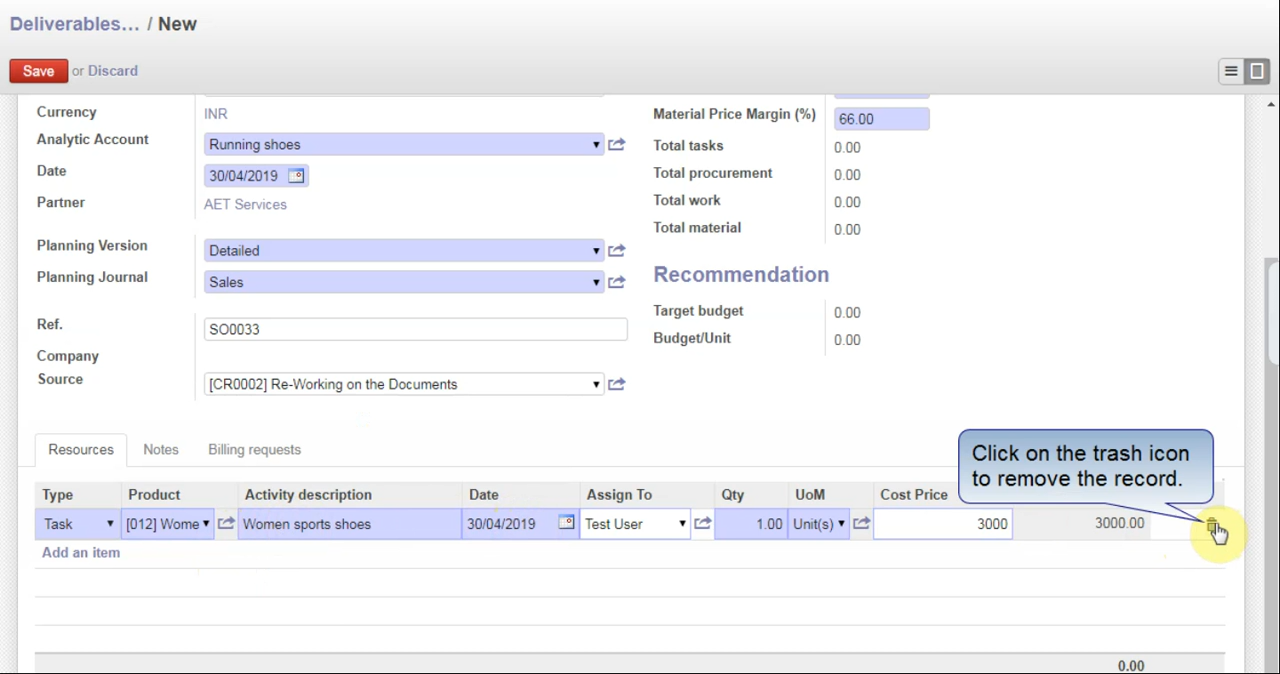 Deliverables... / New
Save or Discard
Currency INR
Analytic Account Running shoes
Date 30/04/2019
Partner AET Services
Planning Version Detailed
Planning Journal Sales
Ref. SO0033
Company
Source [CR0002] Re-Working on the Documents
Material Price Margin (%) 66.00
Total tasks 0.00
Total procurement 0.00
Total work 0.00
Total material 0.00
Recommendation
Target budget 0.00
Budget/Unit 0.00
Resources Notes Billing requests
Click on the trash icon
to remove the record.
Type Product Activity description Date Assign To Qty UoM Cost Price
Task [012] Wome Women sports shoes 30/04/2019 Test User 1.00 Unit(s) 3000 3000.00
Add an item
0.00